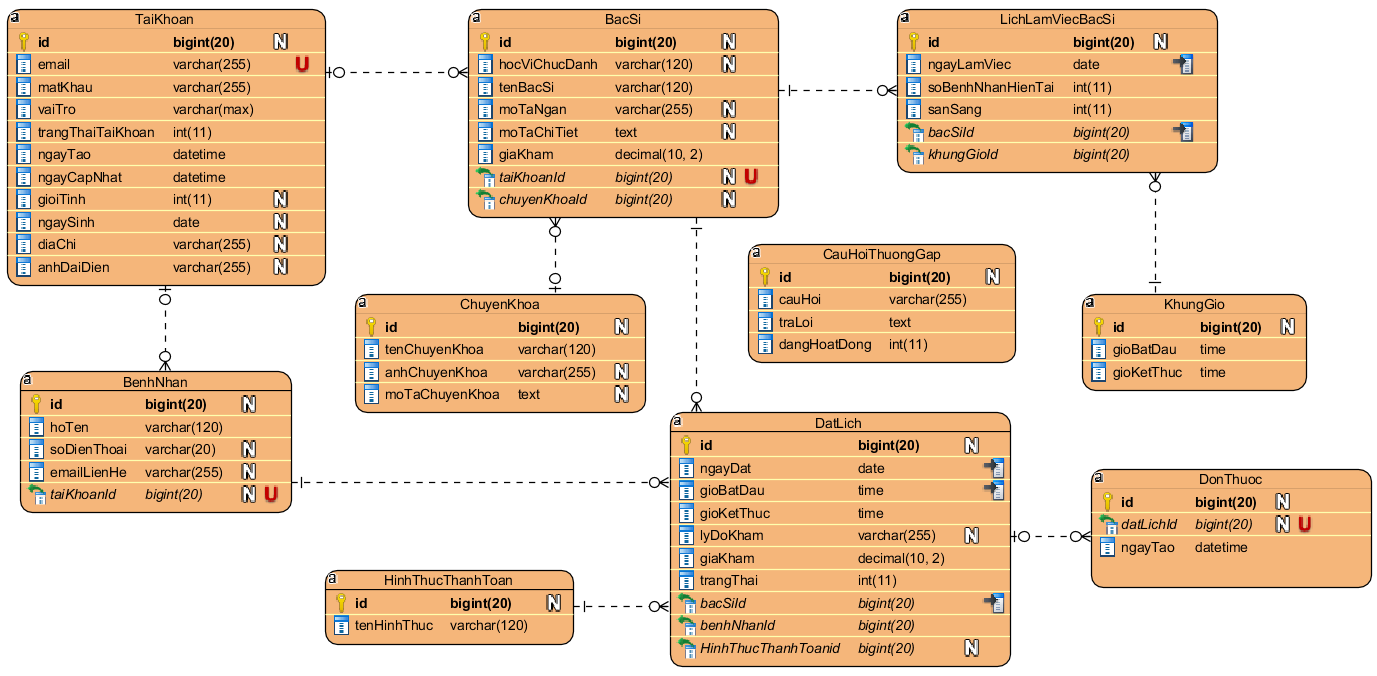 TaiKhoan
id bigint(20) N
email varchar(255) U
matKhau varchar(255)
vaiTro varchar(max)
trangThaiTaiKhoan int(11)
ngayTao datetime
ngayCapNhat datetime
gioiTinh int(11) N
ngaySinh date N
diaChi varchar(255) N
anhDaiDien varchar(255) N
BacSi
id bigint(20) N
hocViChucDanh varchar(120) N
tenBacSi varchar(120)
moTaNgan varchar(255) N
moTaChiTiet text N
giaKham decimal(10, 2)
taiKhoanId bigint(20) N U
chuyenKhoaId bigint(20) N
LichLamViecBacSi
id bigint(20) N
ngayLamViec date
soBenhNhanHienTai int(11)
sanSang int(11)
bacSiId bigint(20)
khungGioId bigint(20)
CauHoiThuongGap
id bigint(20) N
cauHoi varchar(255)
traLoi text
dangHoatDong int(11)
ChuyenKhoa
id bigint(20) N
tenChuyenKhoa varchar(120)
anhChuyenKhoa varchar(255) N
moTaChuyenKhoa text N
KhungGio
id bigint(20) N
gioBatDau time
gioKetThuc time
BenhNhan
id bigint(20) N
hoTen varchar(120)
soDienThoai varchar(20) N
emailLienHe varchar(255) N
taiKhoanId bigint(20) N U
DatLich
id bigint(20) N
ngayDat date
gioBatDau time
gioKetThuc time
lyDoKham varchar(255) N
giaKham decimal(10, 2)
trangThai int(11)
bacSiId bigint(20)
benhNhanId bigint(20)
HinhThucThanhToanid bigint(20) N
DonThuoc
id bigint(20) N
datLichId bigint(20) N U
ngayTao datetime
HinhThucThanhToan
id bigint(20) N
tenHinhThuc varchar(120)